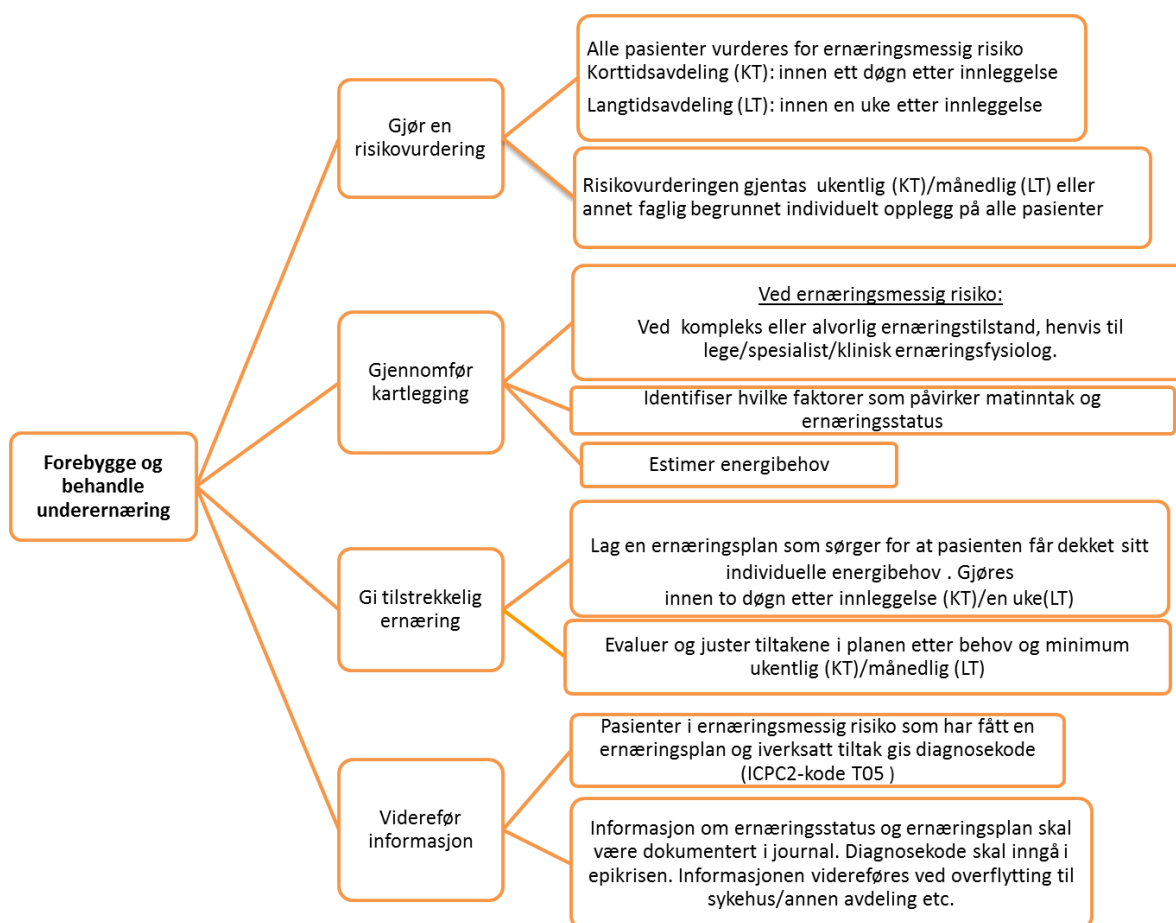 Forebygge og
behandle
underernæring
Gjør en
risikovurdering
Alle pasienter vurderes for ernæringsmessig risiko
Korttidsavdeling (KT): innen ett døgn etter innleggelse
Langtidsavdeling (LT): innen en uke etter innleggelse
Risikovurderingen gjentas ukentlig (KT)/månedlig (LT) eller
annet faglig begrunnet individuelt opplegg på alle pasienter
Gjennomfør
kartlegging
Ved ernæringsmessig risiko:
Ved kompleks eller alvorlig ernæringstilstand, henvis til
lege/spesialist/klinisk ernæringsfysiolog.
Identifiser hvilke faktorer som påvirker matinntak og
ernæringsstatus
Estimer energibehov
Gi tilstrekkelig
ernæring
Lag en ernæringsplan som sørger for at pasienten får dekket sitt
individuelle energibehov . Gjøres
innen to døgn etter innleggelse (KT)/en uke(LT)
Evaluer og juster tiltakene i planen etter behov og minimum
ukentlig (KT)/månedlig (LT)
Viderefør
informasjon
Pasienter i ernæringsmessig risiko som har fått en
ernæringsplan og iverksatt tiltak gis diagnosekode
(ICPC2-kode T05 )
Informasjon om ernæringsstatus og ernæringsplan skal
være dokumentert i journal. Diagnosekode skal inngå i
epikrisen. Informasjonen videreføres ved overflytting til
sykehus/annen avdeling etc.